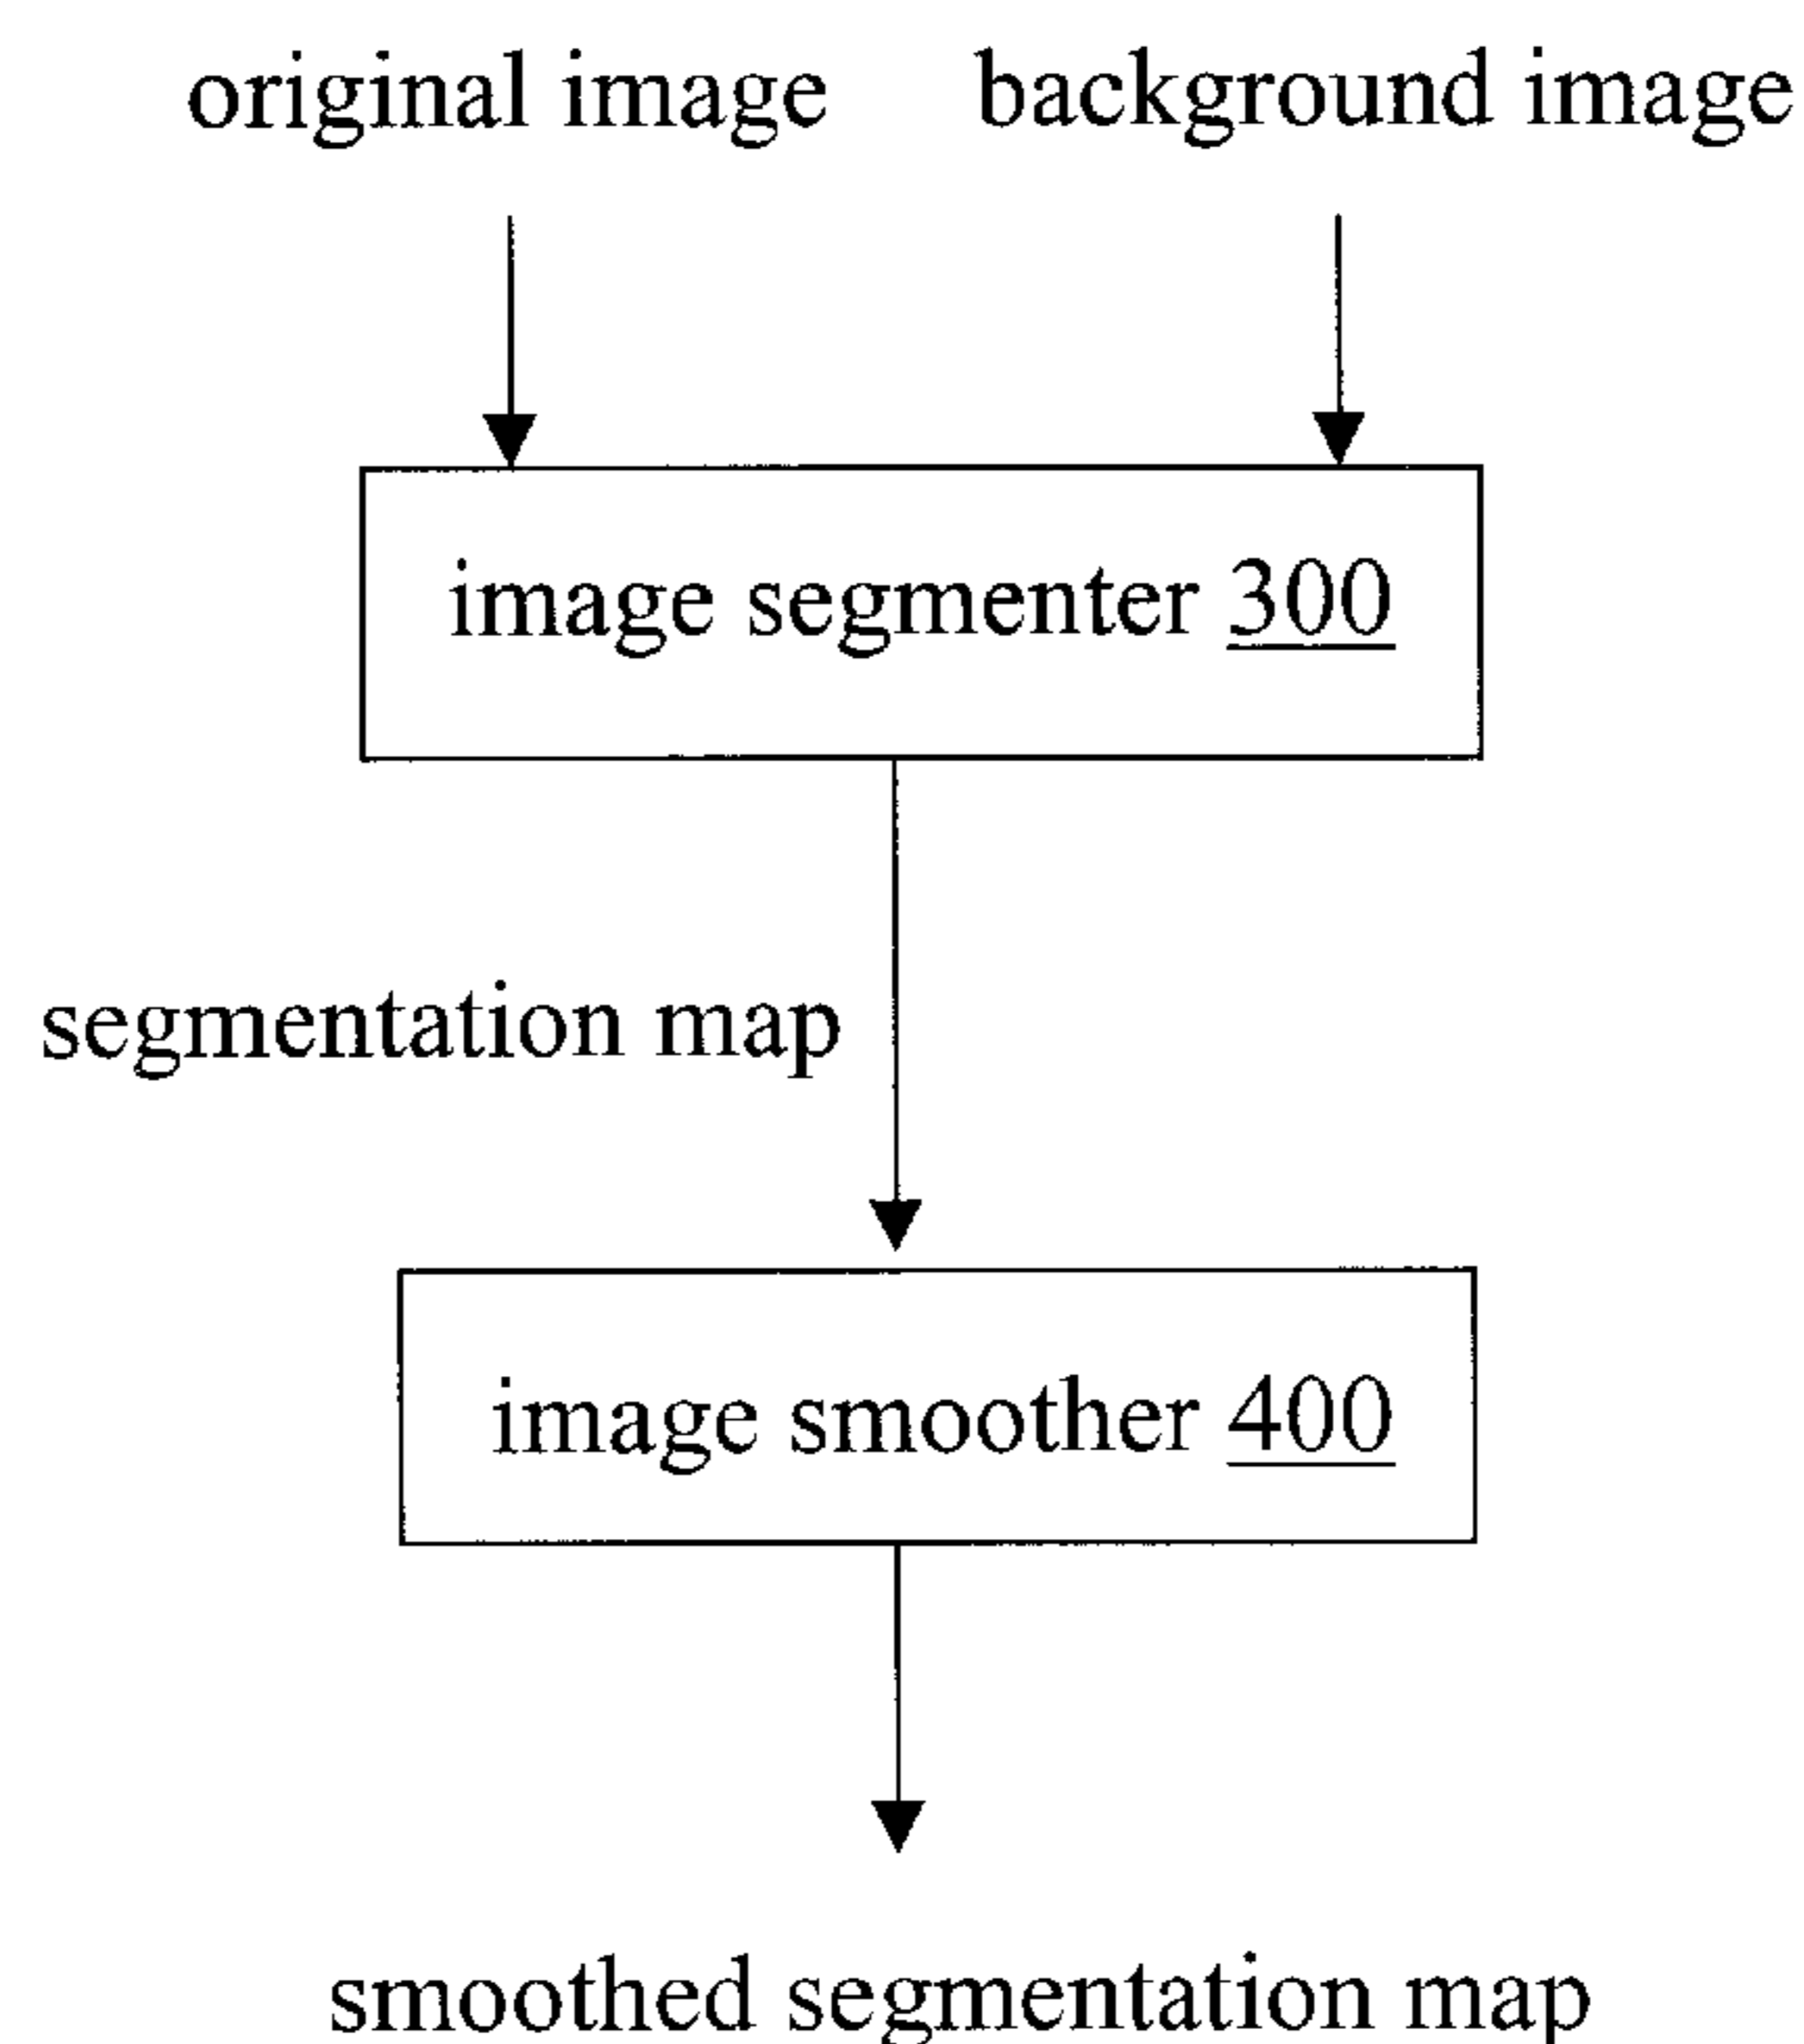 original image
background image
image segmenter 300
segmentation map
image smoother 400
smoothed segmentation map